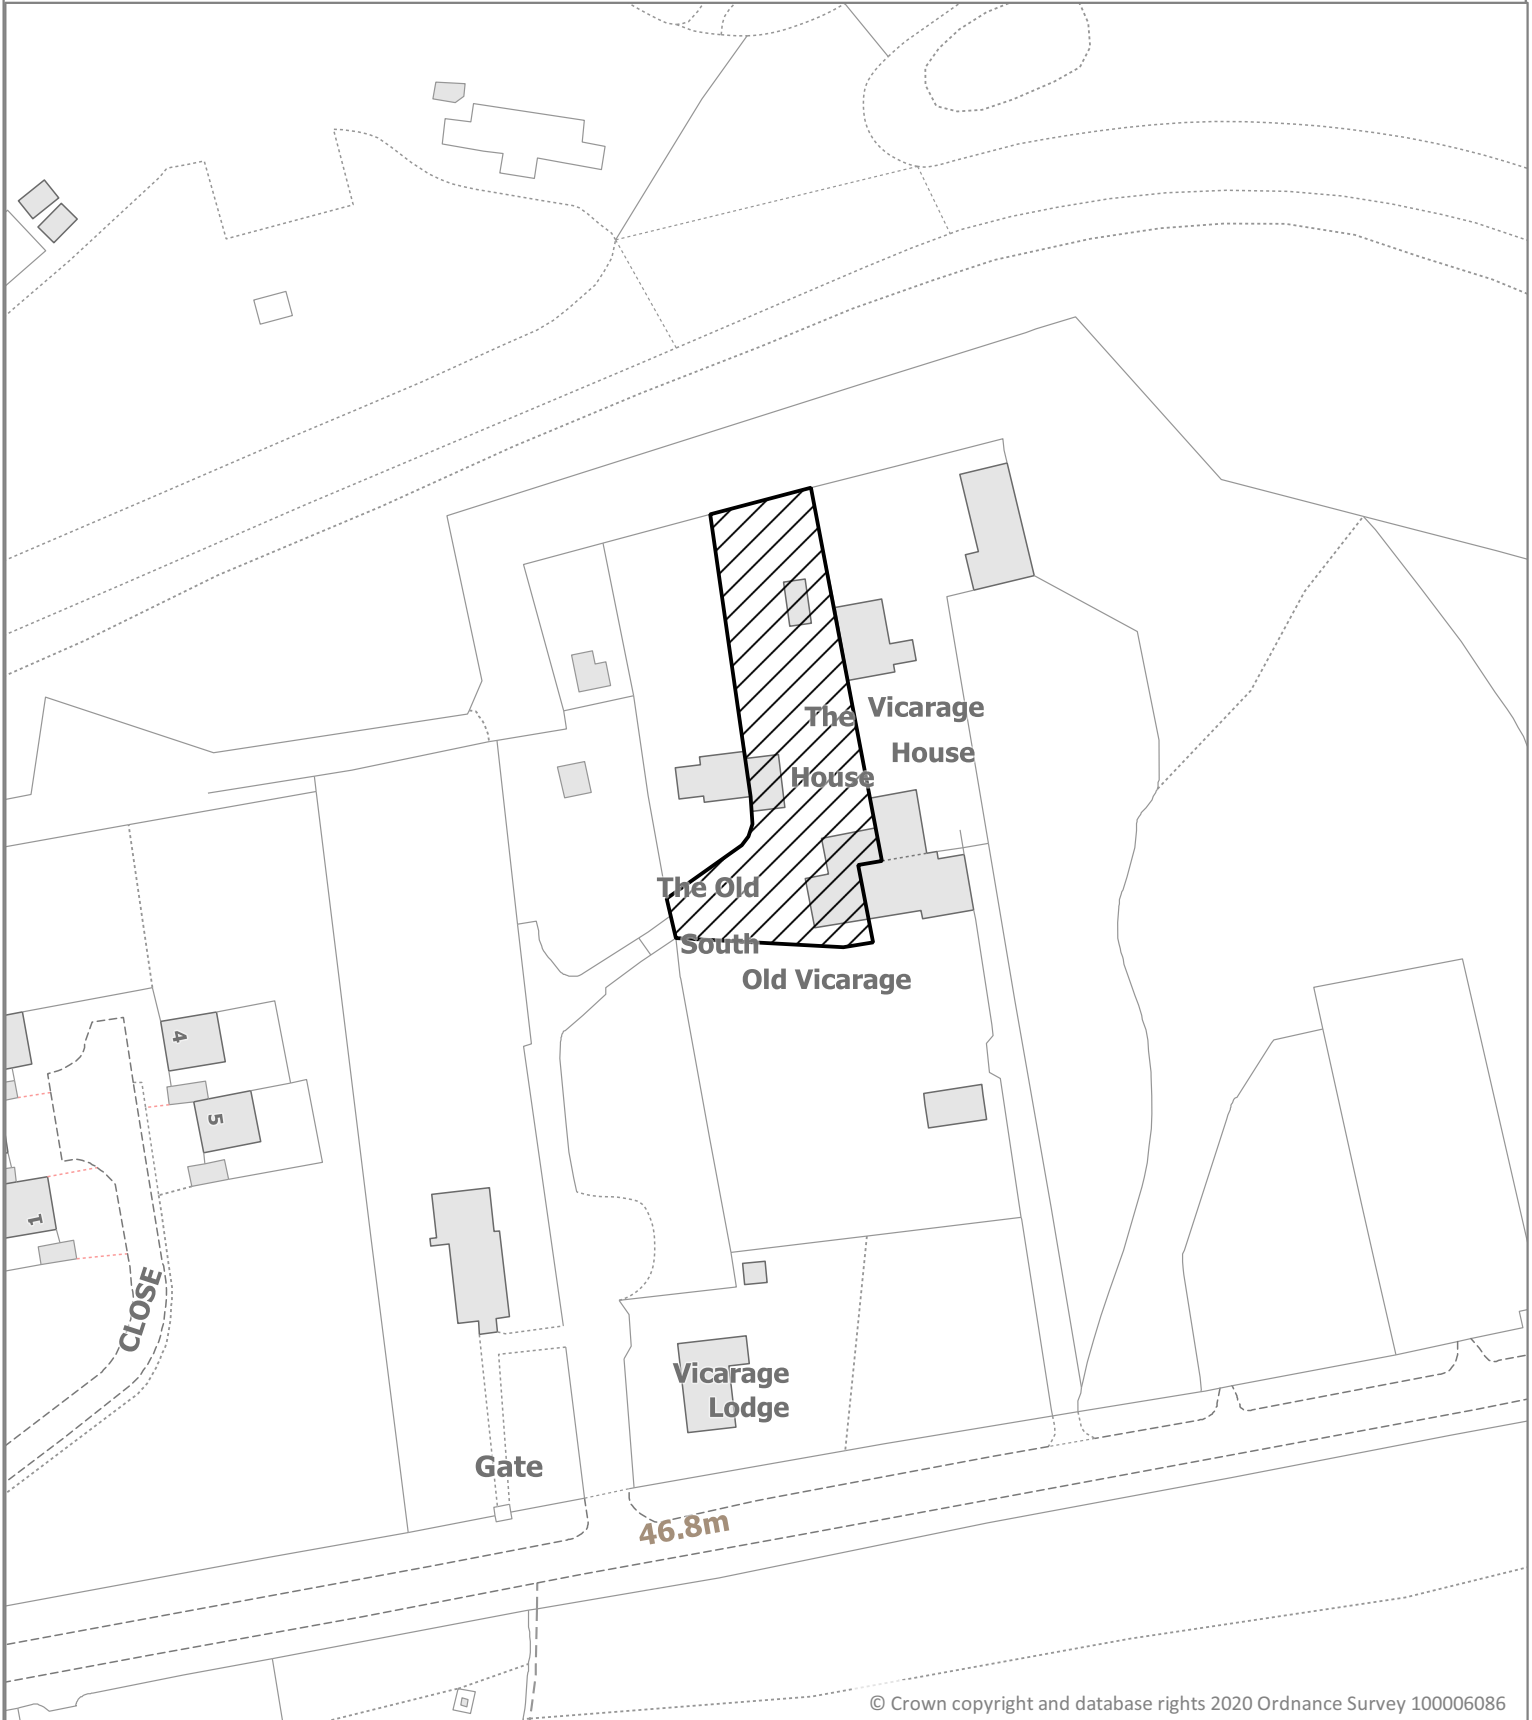 Vicarage
The
House
House
The Old
South
Old Vicarage
4
5
1
CLOSE
Vicarage
Lodge
Gate
46.8m
© Crown copyright and database rights 2020 Ordnance Survey 100006086